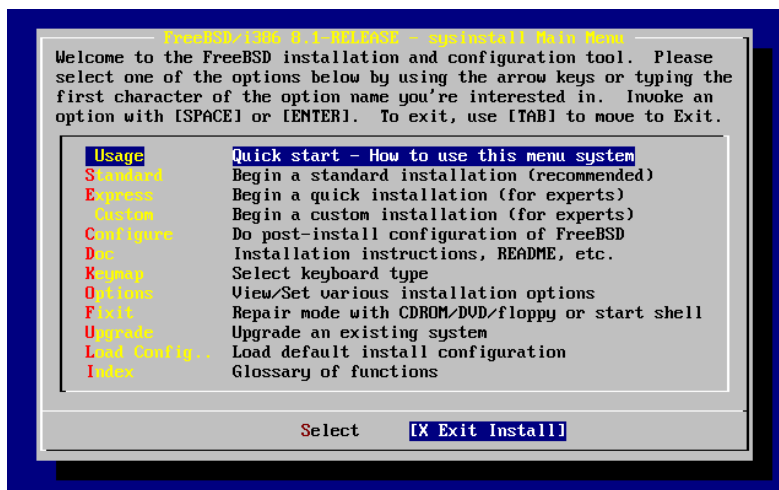 FreeBSD/i386 8.1-RELEASE - sysinstall Main Menu
Welcome to the FreeBSD installation and configuration tool.  Please
select one of the options below by using the arrow keys or typing the
first character of the option name you're interested in.  Invoke an
option with [SPACE] or [ENTER].  To exit, use [TAB] to move to Exit.
Usage Quick start - How to use this menu system
Standard Begin a standard installation (recommended)
Express Begin a quick installation (for experts)
Custom Begin a custom installation (for experts)
Configure Do post-install configuration of FreeBSD
Doc Installation instructions, README, etc.
Keymap Select keyboard type
Options View/Set various installation options
Fixit Repair mode with CDROM/DVD/floppy or start shell
Upgrade Upgrade an existing system
Load Config.. Load default install configuration
Index Glossary of functions
Select [X Exit Install]